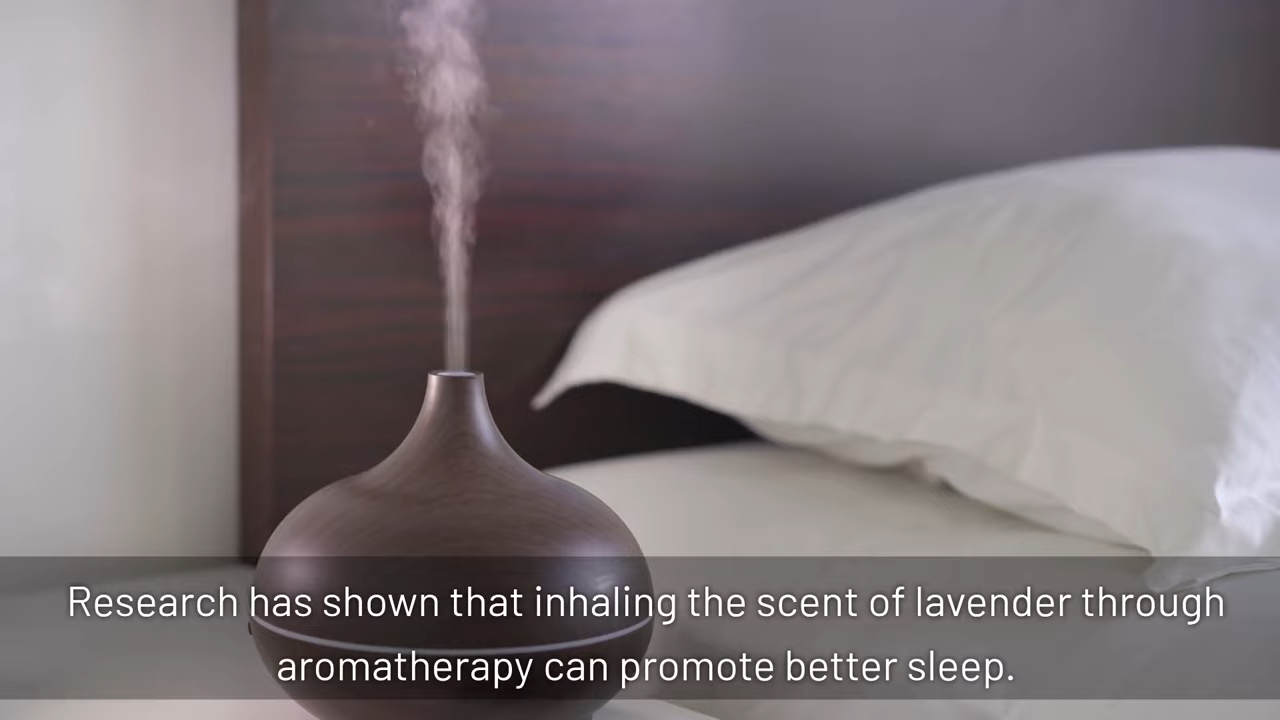 Research has shown that inhaling the scent of lavender through
aromatherapy can promote better sleep.